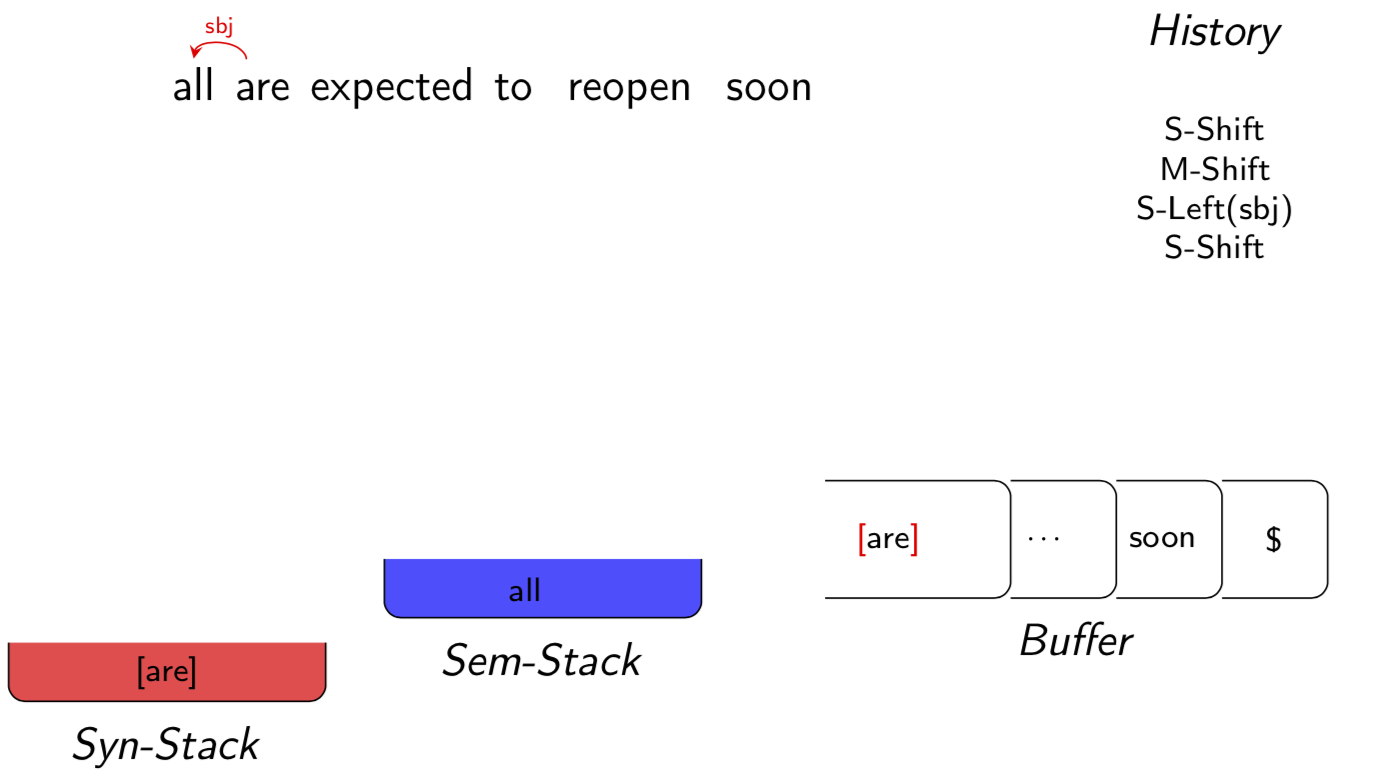 sbj
all are expected to reopen soon
History
S-Shift
M-Shift
S-Left(sbj)
S-Shift
[are] ··· soon $
Buffer
all
Sem-Stack
[are]
Syn-Stack